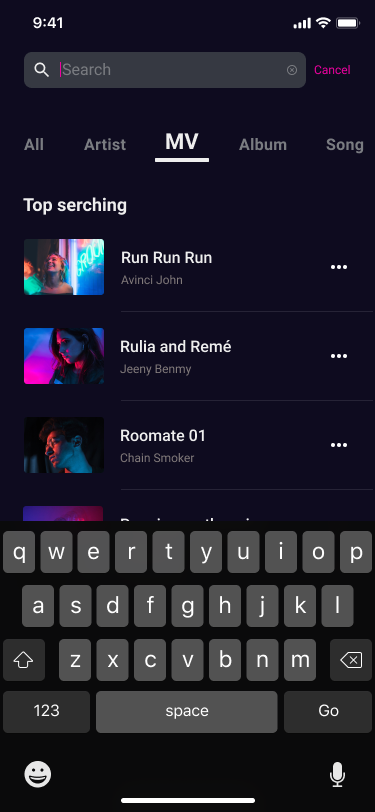 9:41
Search
Cancel
All Artist MV Album Song
Top serching
Run Run Run
Avinci John
Rulia and Remé
Jeeny Benmy
Roomate 01
Chain Smoker
q w e r t y u i o p
a s d f g h j k l
z x c v b n m
123 space Go